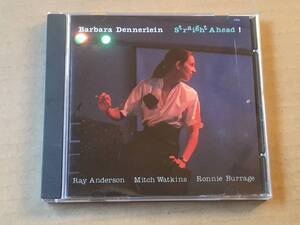 Barbara Dennerlein Straight Ahead !
Ray Anderson Mitch Watkins Ronnie Burrage